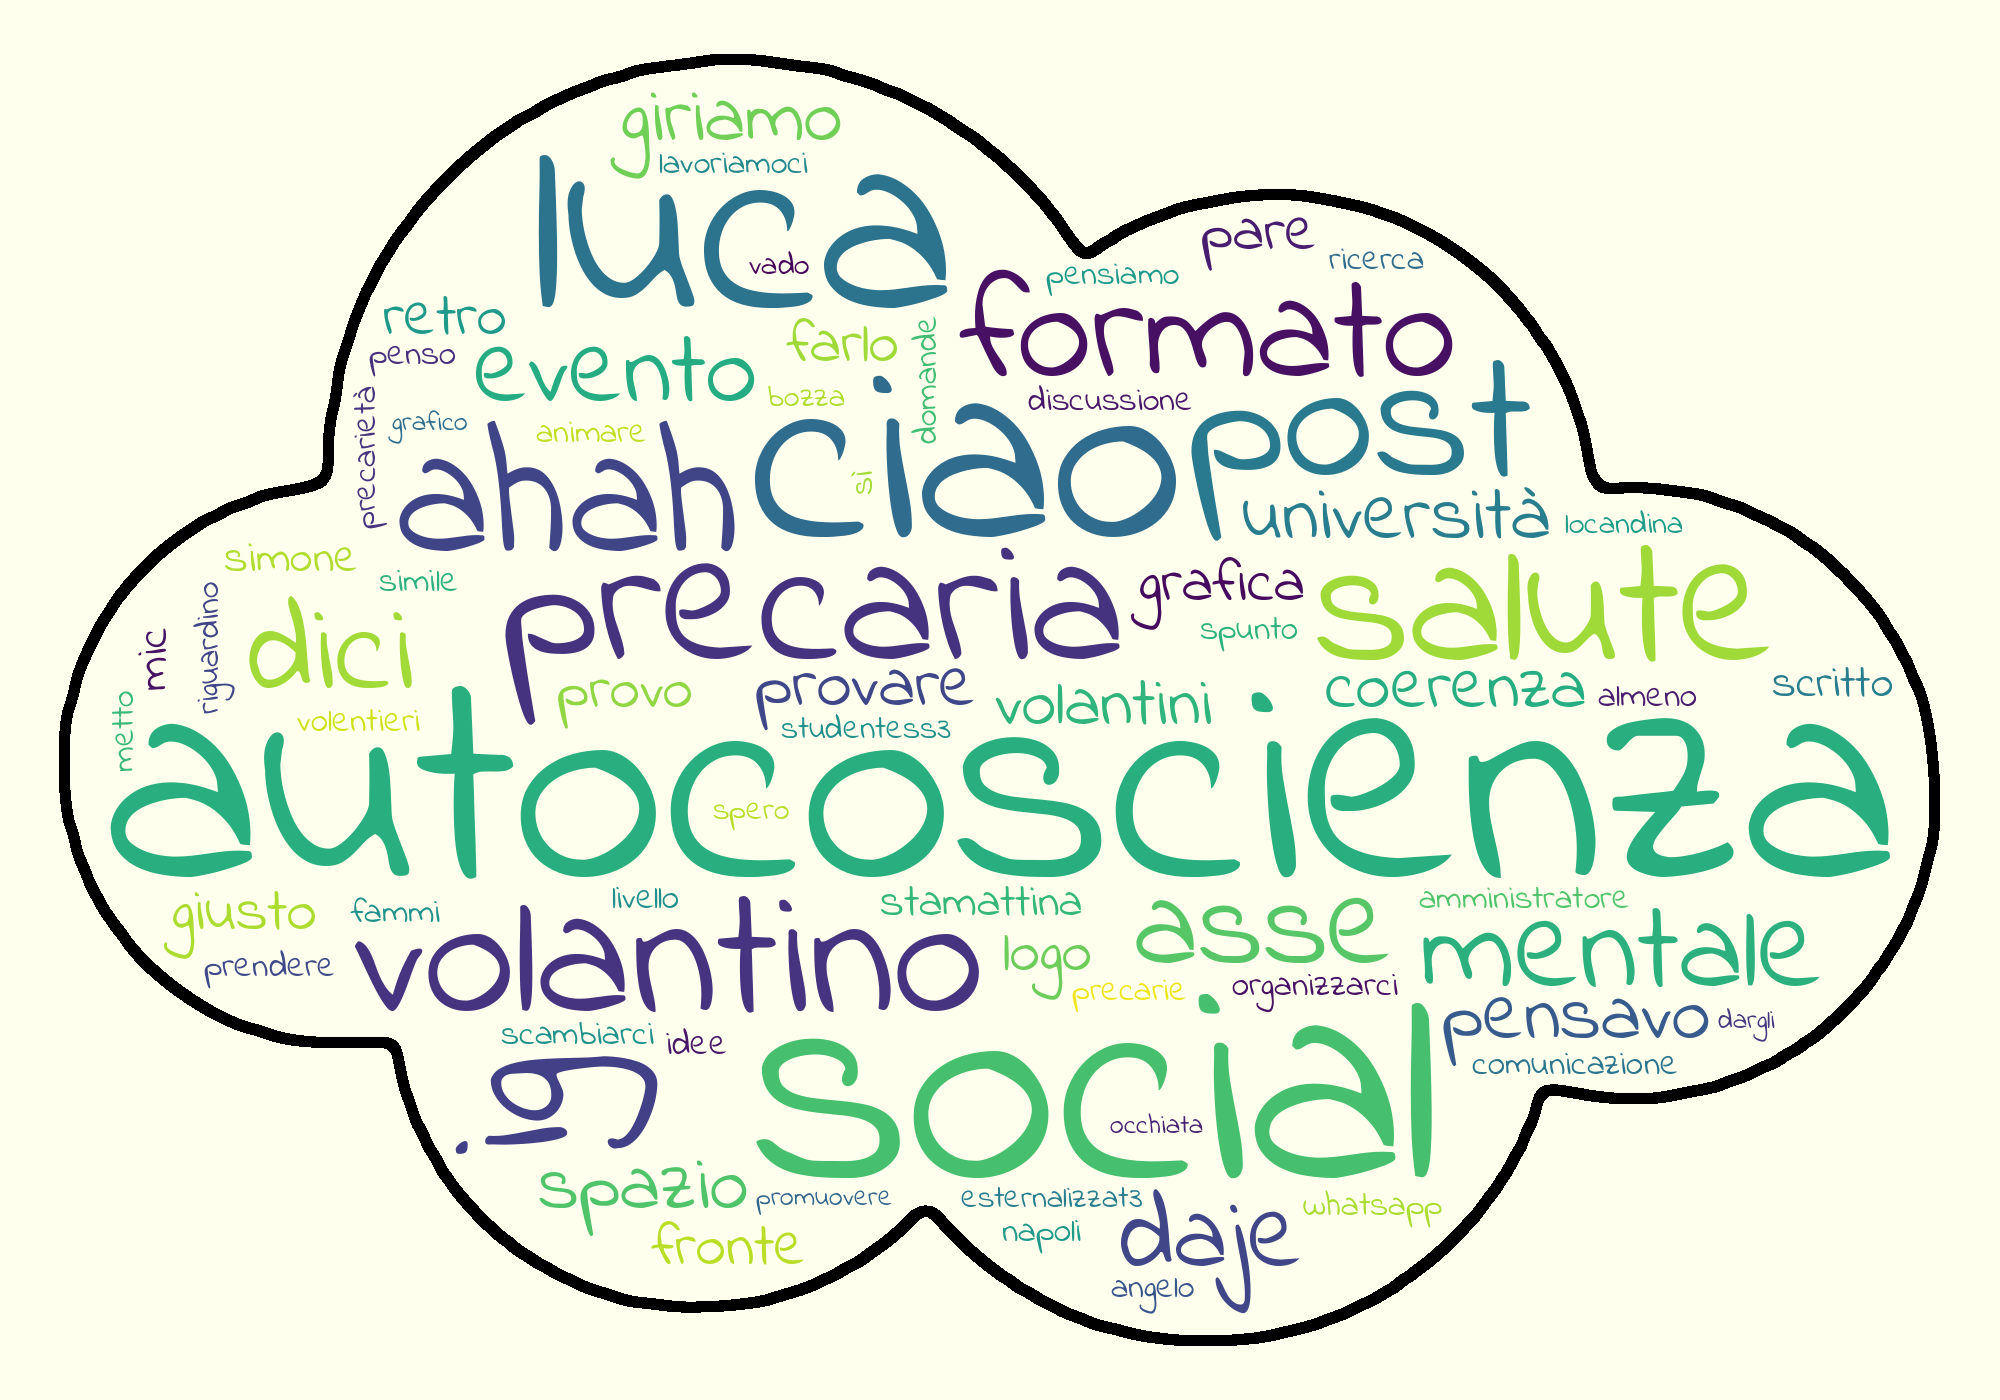 giriamo
lavoriamoci
luca
vado
pare
ricerca
pensiamo
formato
retro
penso
evento
farlo
domande
bozza
discussione
precarietà
grafico
animare
ahah
ciao
sì
post
università
locandina
simone
simile
riguardino
mic
metto
dici
precaria
grafica
spunto
salute
provo
provare
volantini
coerenza
almeno
scritto
volentieri
studentess3
autocoscienza
spero
giusto
fammi
livello
stamattina
amministratore
prendere
volantino
logo
asse
mentale
precarie
organizzarci
scambiarci
idee
pensavo
dargli
comunicazione
ig
social
occhiata
spazio
promuovere
esternalizzat3
whatsapp
fronte
napoli
daje
angelo